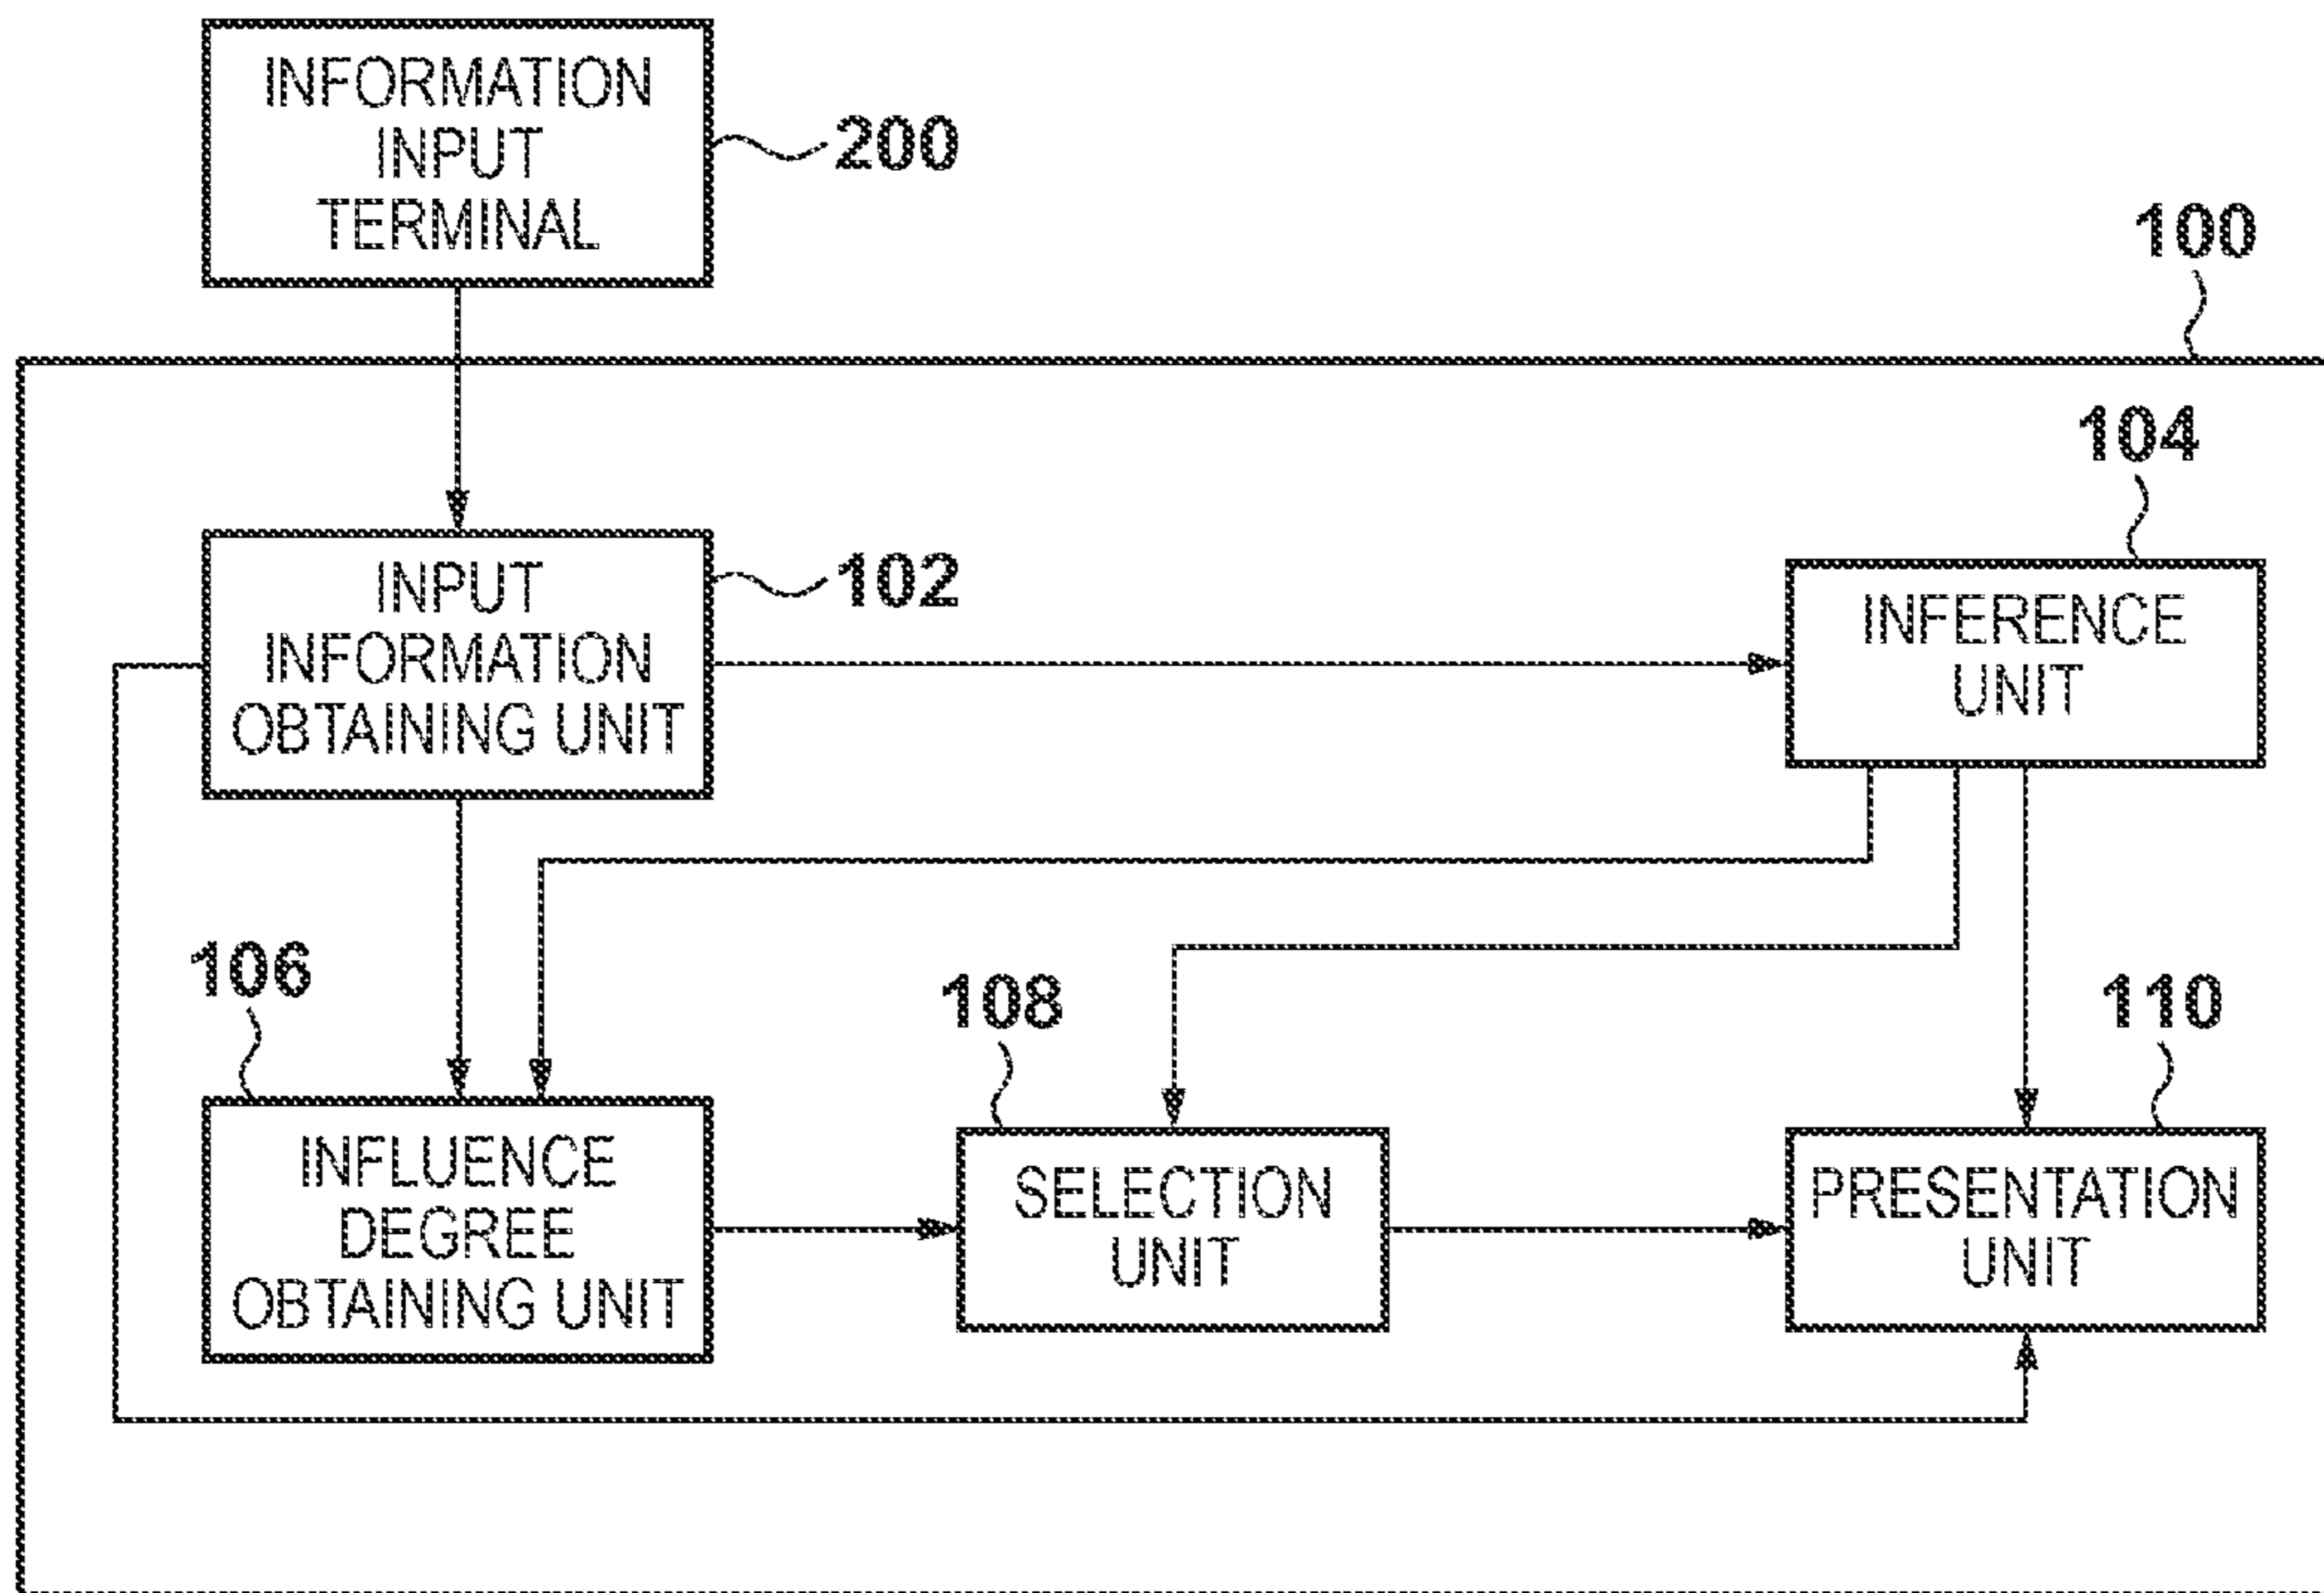 INFORMATION
INPUT
TERMINAL
200
100
104
INPUT
INFORMATION
OBTAINING UNIT
102
INFERENCE
UNIT
106
108
110
INFLUENCE
DEGREE
OBTAINING UNIT
SELECTION
UNIT
PRESENTATION
UNIT